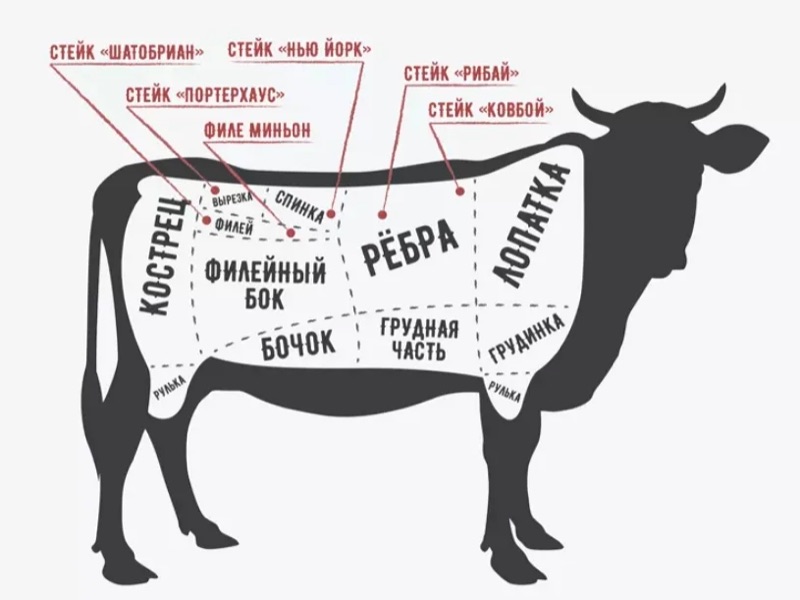 СТЕЙК «ШАТОБРИАН»
СТЕЙК «НЬЮ ЙОРК»
СТЕЙК «РИБАЙ»
СТЕЙК «ПОРТЕРХАУС»
СТЕЙК «КОВБОЙ»
ФИЛЕ МИНЬОН
КОСТРЕЦ
ВЫРЕЗКА
СПИНКА
ФИЛЕЙ
РЁБРА
ЛОПАТКА
ФИЛЕЙНЫЙ
БОК
БОЧОК
ГРУДНАЯ
ЧАСТЬ
ГРУДИНКА
РУЛЬКА
РУЛЬКА